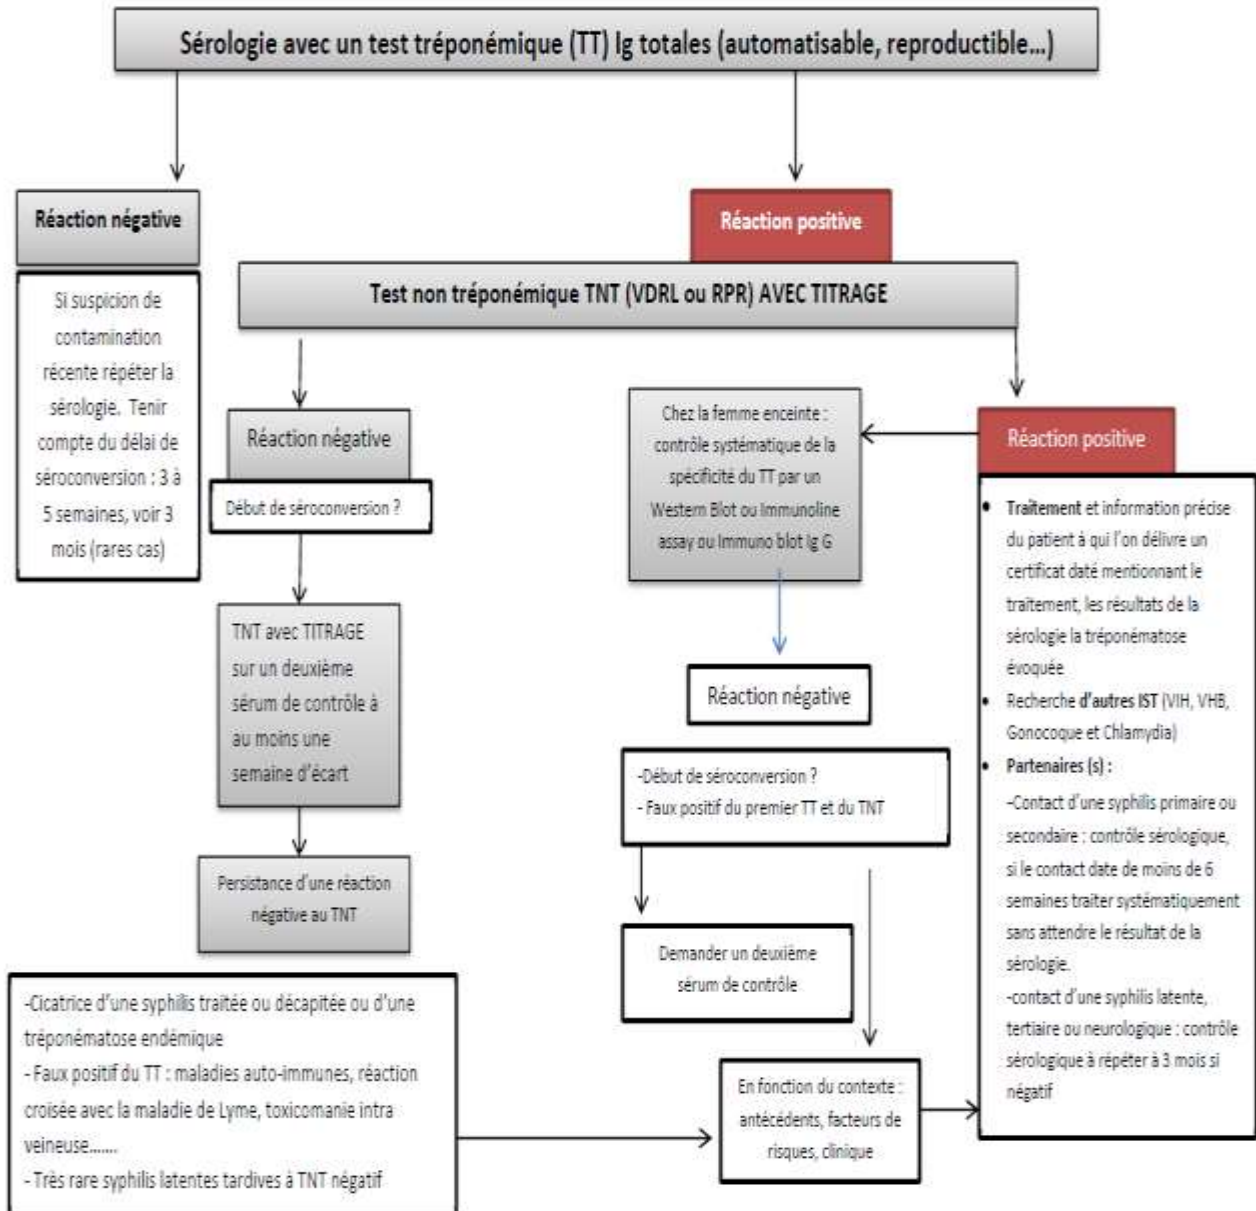 Sérologie avec un test tréponémique (TT) Ig totales (automatisable, reproductible...)
Réaction négative
Si suspicion de
contamination
récente répéter la
sérologie. Tenir
compte du délai de
séroconversion : 3 à
5 semaines, voir 3
mois (rares cas)
Réaction positive
Test non tréponémique TNT (VDRL ou RPR) AVEC TITRAGE
Réaction négative
Début de séroconversion ?
TNT avec TITRAGE
sur un deuxième
sérum de contrôle à
au moins une
semaine d'écart
Persistance d'une réaction
négative au TNT
-Cicatrice d'une syphilis traitée ou décapitée ou d'une
tréponématose endémique
- Faux positif du TT : maladies auto-immunes, réaction
croisée avec la maladie de Lyme, toxicomanie intra
veineuse.......
- Très rare syphilis latentes tardives à TNT négatif
Chez la femme enceinte :
contrôle systématique de la
spécificité du TT par un
Western Blot ou Immunoline
assay ou Immuno blot Ig G
Réaction négative
-Début de séroconversion ?
- Faux positif du premier TT et du TNT
Demander un deuxième
sérum de contrôle
En fonction du contexte :
antécédents, facteurs de
risques, clinique
Réaction positive
• Traitement et information précise
du patient à qui l'on délivre un
certificat daté mentionnant le
traitement, les résultats de la
sérologie la tréponématose
évoquée
• Recherche d'autres IST (VIH, VHB,
Gonocoque et Chlamydia)
• Partenaires (s) :
-Contact d'une syphilis primaire ou
secondaire : contrôle sérologique,
si le contact date de moins de 6
semaines traiter systématiquement
sans attendre le résultat de la
sérologie.
-contact d'une syphilis latente,
tertiaire ou neurologique : contrôle
sérologique à répéter à 3 mois si
négatif